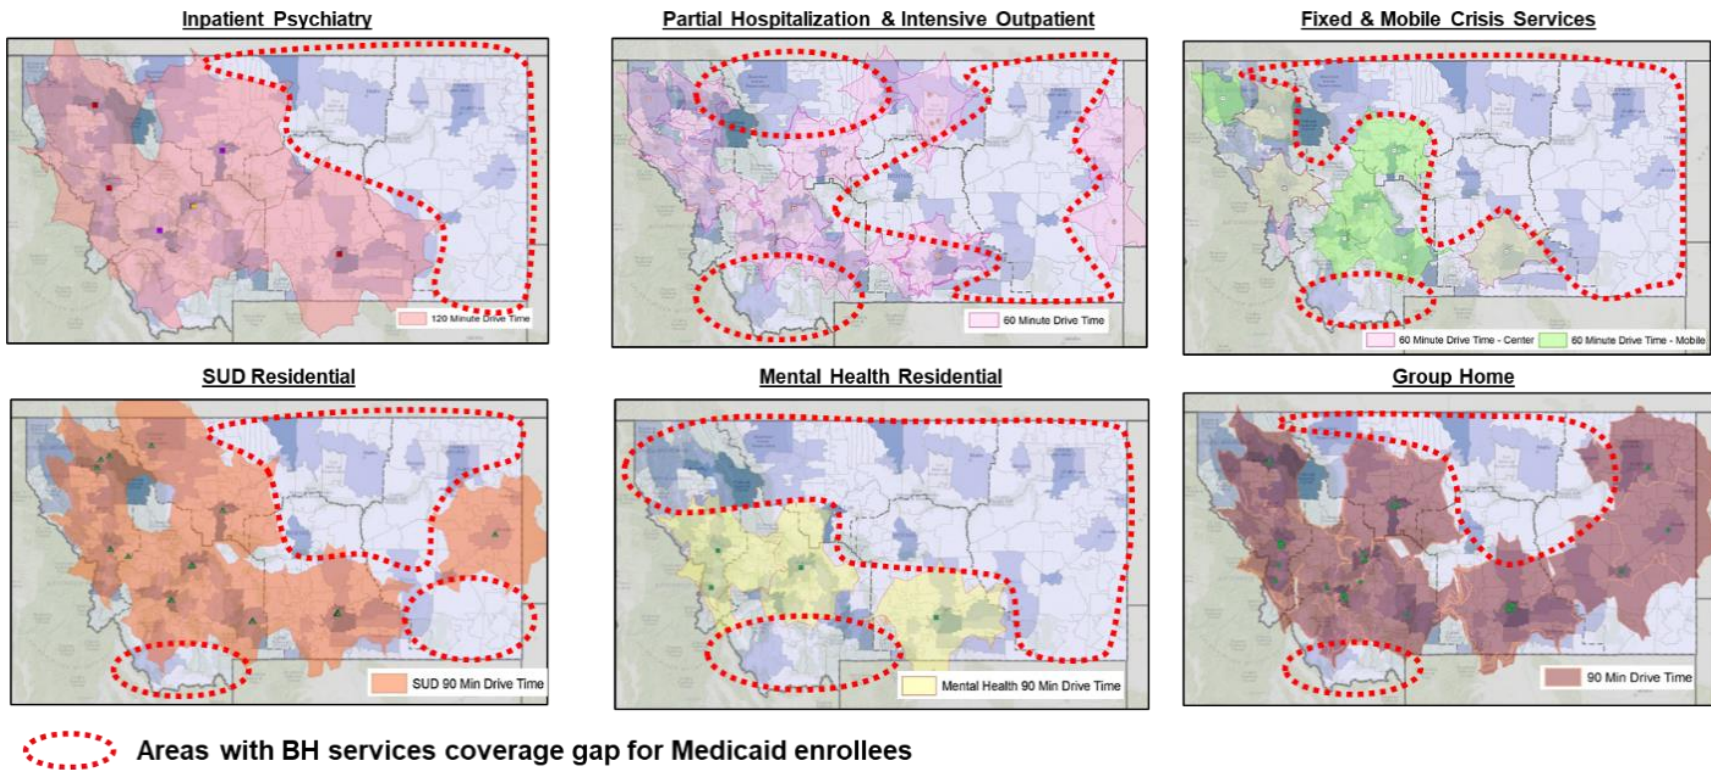 Inpatient Psychiatry
Partial Hospitalization & Intensive Outpatient
Fixed & Mobile Crisis Services
120 Minute Drive Time
60 Minute Drive Time
60 Minute Drive Time - Center
60 Minute Drive Time - Mobile
SUD Residential
Mental Health Residential
Group Home
SUD 90 Min Drive Time
Mental Health 90 Min Drive Time
90 Min Drive Time
Areas with BH services coverage gap for Medicaid enrollees